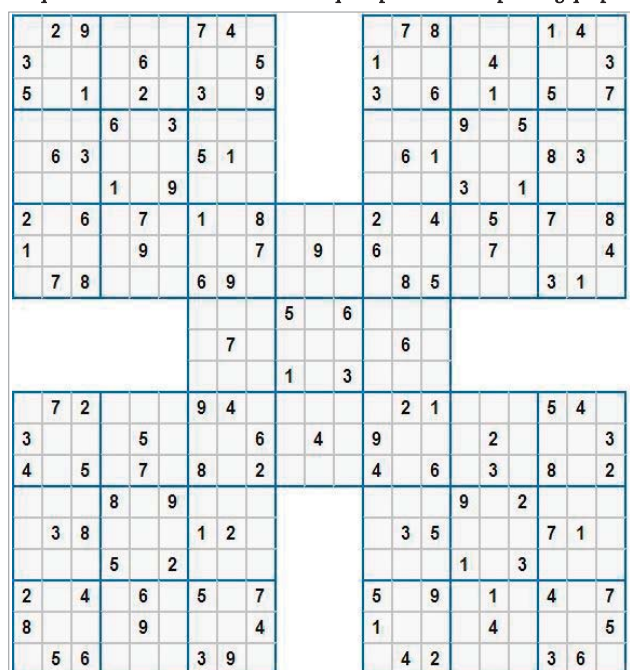 2 9 7 4 7 8 1 4
3 6 5 1 4 3
5 1 2 3 9 3 6 1 5 7
6 3 9 5
6 3 5 1 6 1 8 3
1 9 3 1
2 6 7 1 8 2 4 5 7 8
1 9 7 9 6 7 4
7 8 6 9 8 5 3 1
5 6
7 6
1 3
7 2 9 4 2 1 5 4
3 5 6 4 9 2 3
4 5 7 8 2 4 6 3 8 2
8 9 9 2
3 8 1 2 3 5 7 1
5 2 1 3
2 4 6 5 7 5 9 1 4 7
8 9 4 1 4 5
5 6 3 9 4 2 3 6